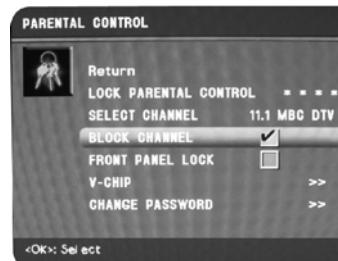 PARENTAL CONTROL
Return
LOCK PARENTAL CONTROL * * * *
SELECT CHANNEL 11.1 MBC DTV
BLOCK CHANNEL
FRONT PANEL LOCK
V-CHIP >>
CHANGE PASSWORD >>
<OK>: Select